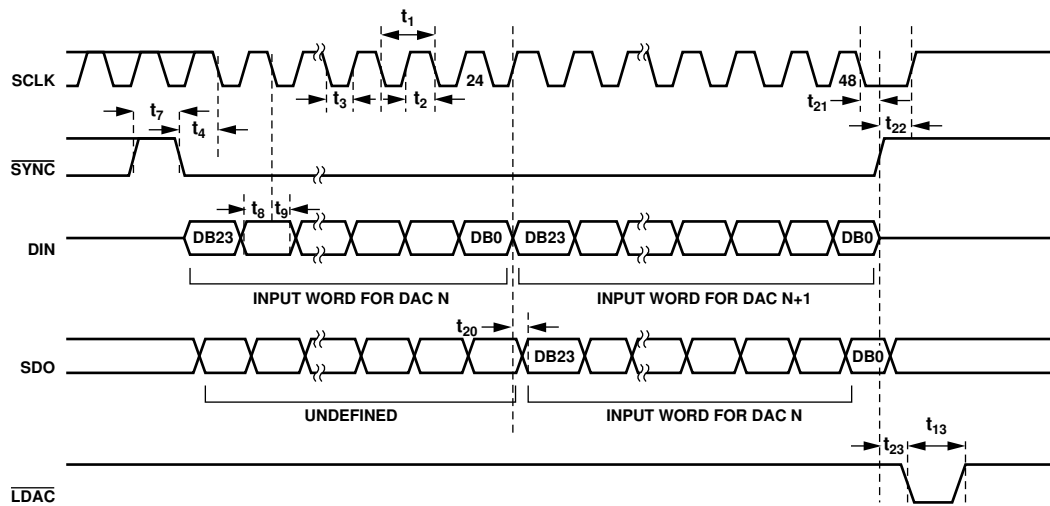 t1
SCLK
24
48
t3
t2
t21
t7
t4
t22
SYNC
t8
t9
DIN
DB23
DB0
DB23
DB0
INPUT WORD FOR DAC N
INPUT WORD FOR DAC N+1
t20
SDO
DB23
DB0
UNDEFINED
INPUT WORD FOR DAC N
t23
t13
LDAC